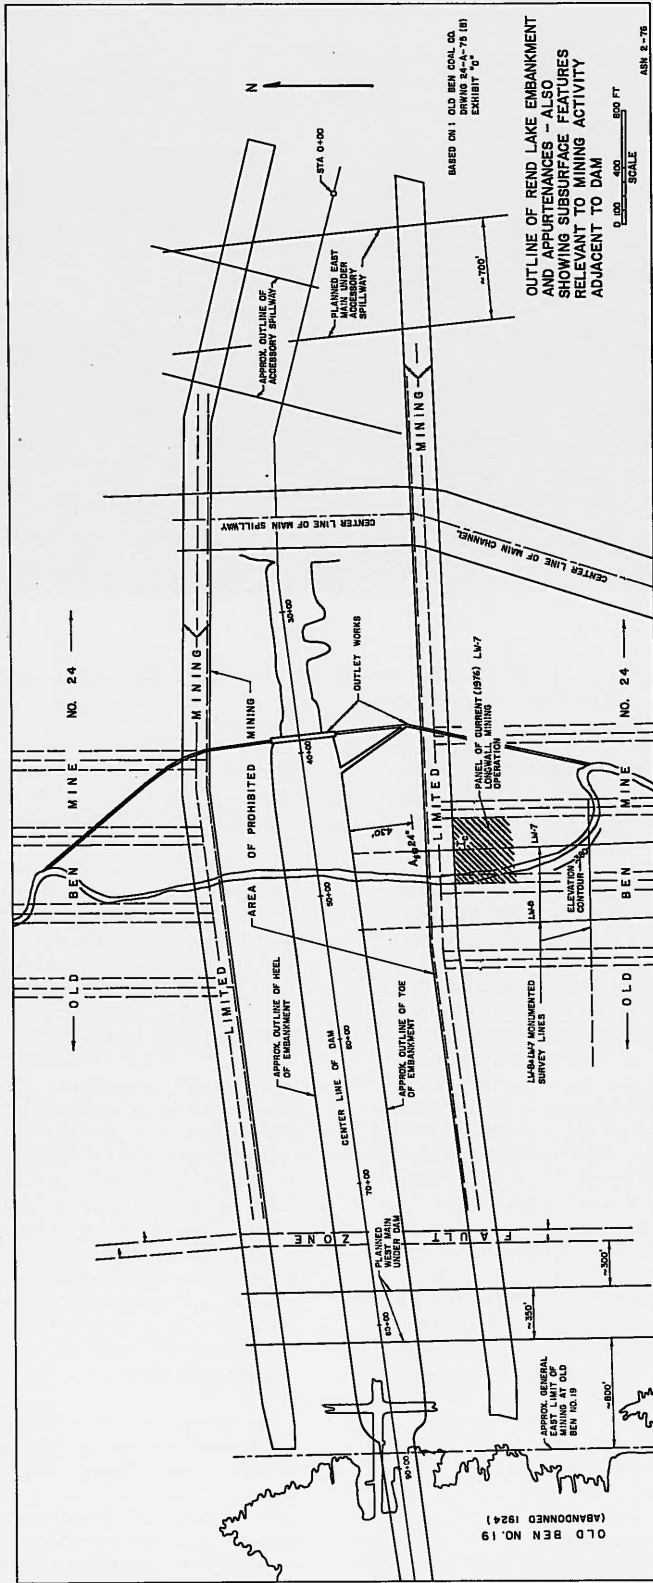 N
BASED ON: OLD BEN COAL CO.
DRWNG 24-A-75 (B)
EXHIBIT "C"
OUTLINE OF REND LAKE EMBANKMENT
AND APPURTENANCES - ALSO
SHOWING SUBSURFACE FEATURES
RELEVANT TO MINING ACTIVITY
ADJACENT TO DAM
0 100 400 800 FT
SCALE
ASN 2-76
STA 0+00
APPROX. OUTLINE OF
ACCESSORY SPILLWAY
PLANNED EAST
MAIN UNDER
ACCESSORY
SPILLWAY
~700'
CENTER LINE OF MAIN SPILLWAY
CENTER LINE OF MAIN CHANNEL
OLD BEN MINE NO. 24
LIMITED MINING
AREA OF PROHIBITED MINING
OUTLET WORKS
30+00
40+00
50+00
60+00
70+00
80+00
90+00
APPROX. OUTLINE OF HEEL
OF EMBANKMENT
CENTER LINE OF DAM
APPROX. OUTLINE OF TOE
OF EMBANKMENT
430'
LIMITED MINING
PANEL OF CURRENT (1976) LW-7
LONGWALL MINING
OPERATION
LW-7
LW-8
ELEVATION
CONTOUR
LW-8&LW-7 MONUMENTED
SURVEY LINES
OLD BEN MINE NO. 24
FAULT ZONE
PLANNED
WEST MAIN
UNDER DAM
~300'
~350'
~800'
APPROX. GENERAL
EAST LIMIT OF
MINING AT OLD
BEN NO. 19
OLD BEN NO. 19
(ABANDONNED 1924)